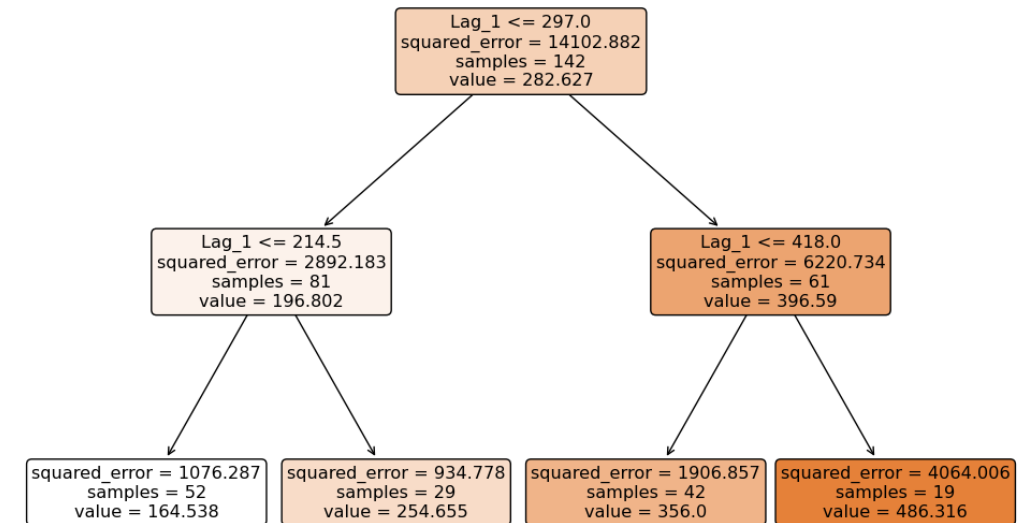 Lag_1 <= 297.0
squared_error = 14102.882
samples = 142
value = 282.627
Lag_1 <= 214.5
squared_error = 2892.183
samples = 81
value = 196.802
Lag_1 <= 418.0
squared_error = 6220.734
samples = 61
value = 396.59
squared_error = 1076.287
samples = 52
value = 164.538
squared_error = 934.778
samples = 29
value = 254.655
squared_error = 1906.857
samples = 42
value = 356.0
squared_error = 4064.006
samples = 19
value = 486.316